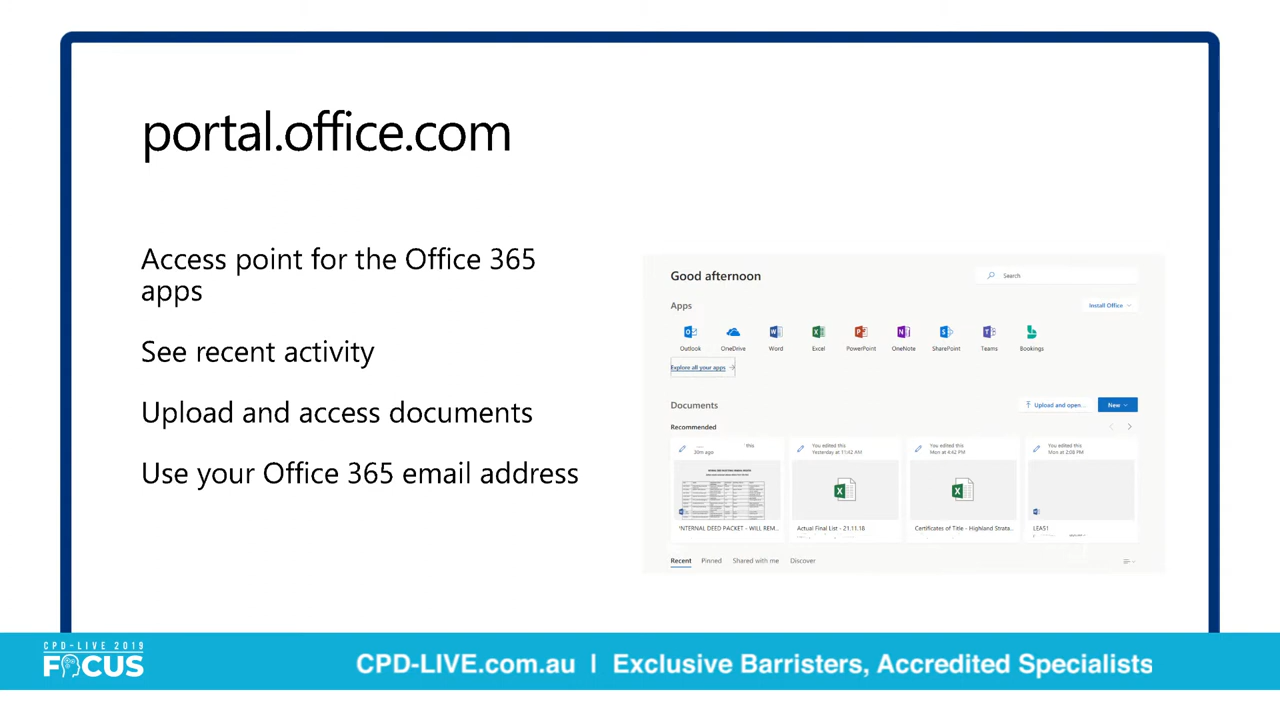 portal.office.com
Access point for the Office 365
apps
See recent activity
Upload and access documents
Use your Office 365 email address
Good afternoon
Search
Apps
Install Office
Outlook OneDrive Word Excel PowerPoint OneNote SharePoint Teams Bookings
Explore all your apps
Documents
Upload and open...
New
Recommended
this
30m ago
You edited this
Yesterday at 11:42 AM
You edited this
Mon at 4:42 PM
You edited this
Mon at 2:08 PM
INTERNAL DEED PACKET - WILL REM...
Actual Final List - 21.11.18
Certificates of Title - Highland Strata...
Recent Pinned Shared with me Discover
CPD-LIVE 2019
FOCUS
CPD-LIVE.com.au | Exclusive Barristers, Accredited Specialists